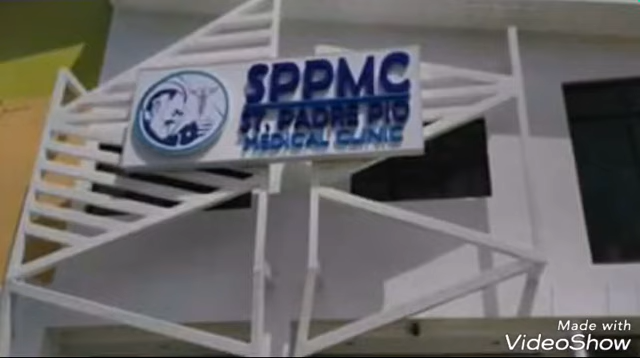 SPPMC
ST. PADRE PIO
MEDICAL CLINIC
Made with
VideoShow